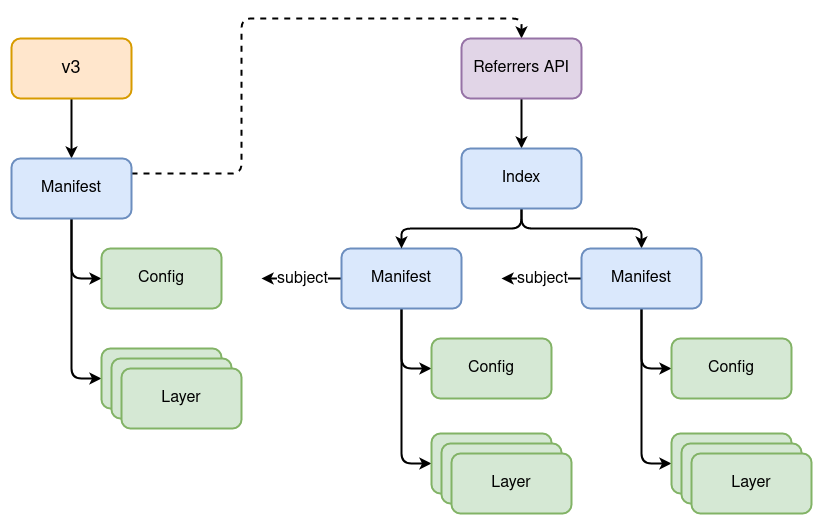 v3
Referrers API
Manifest
Index
Config
subject
Manifest
subject
Manifest
Layer
Config
Config
Layer
Layer